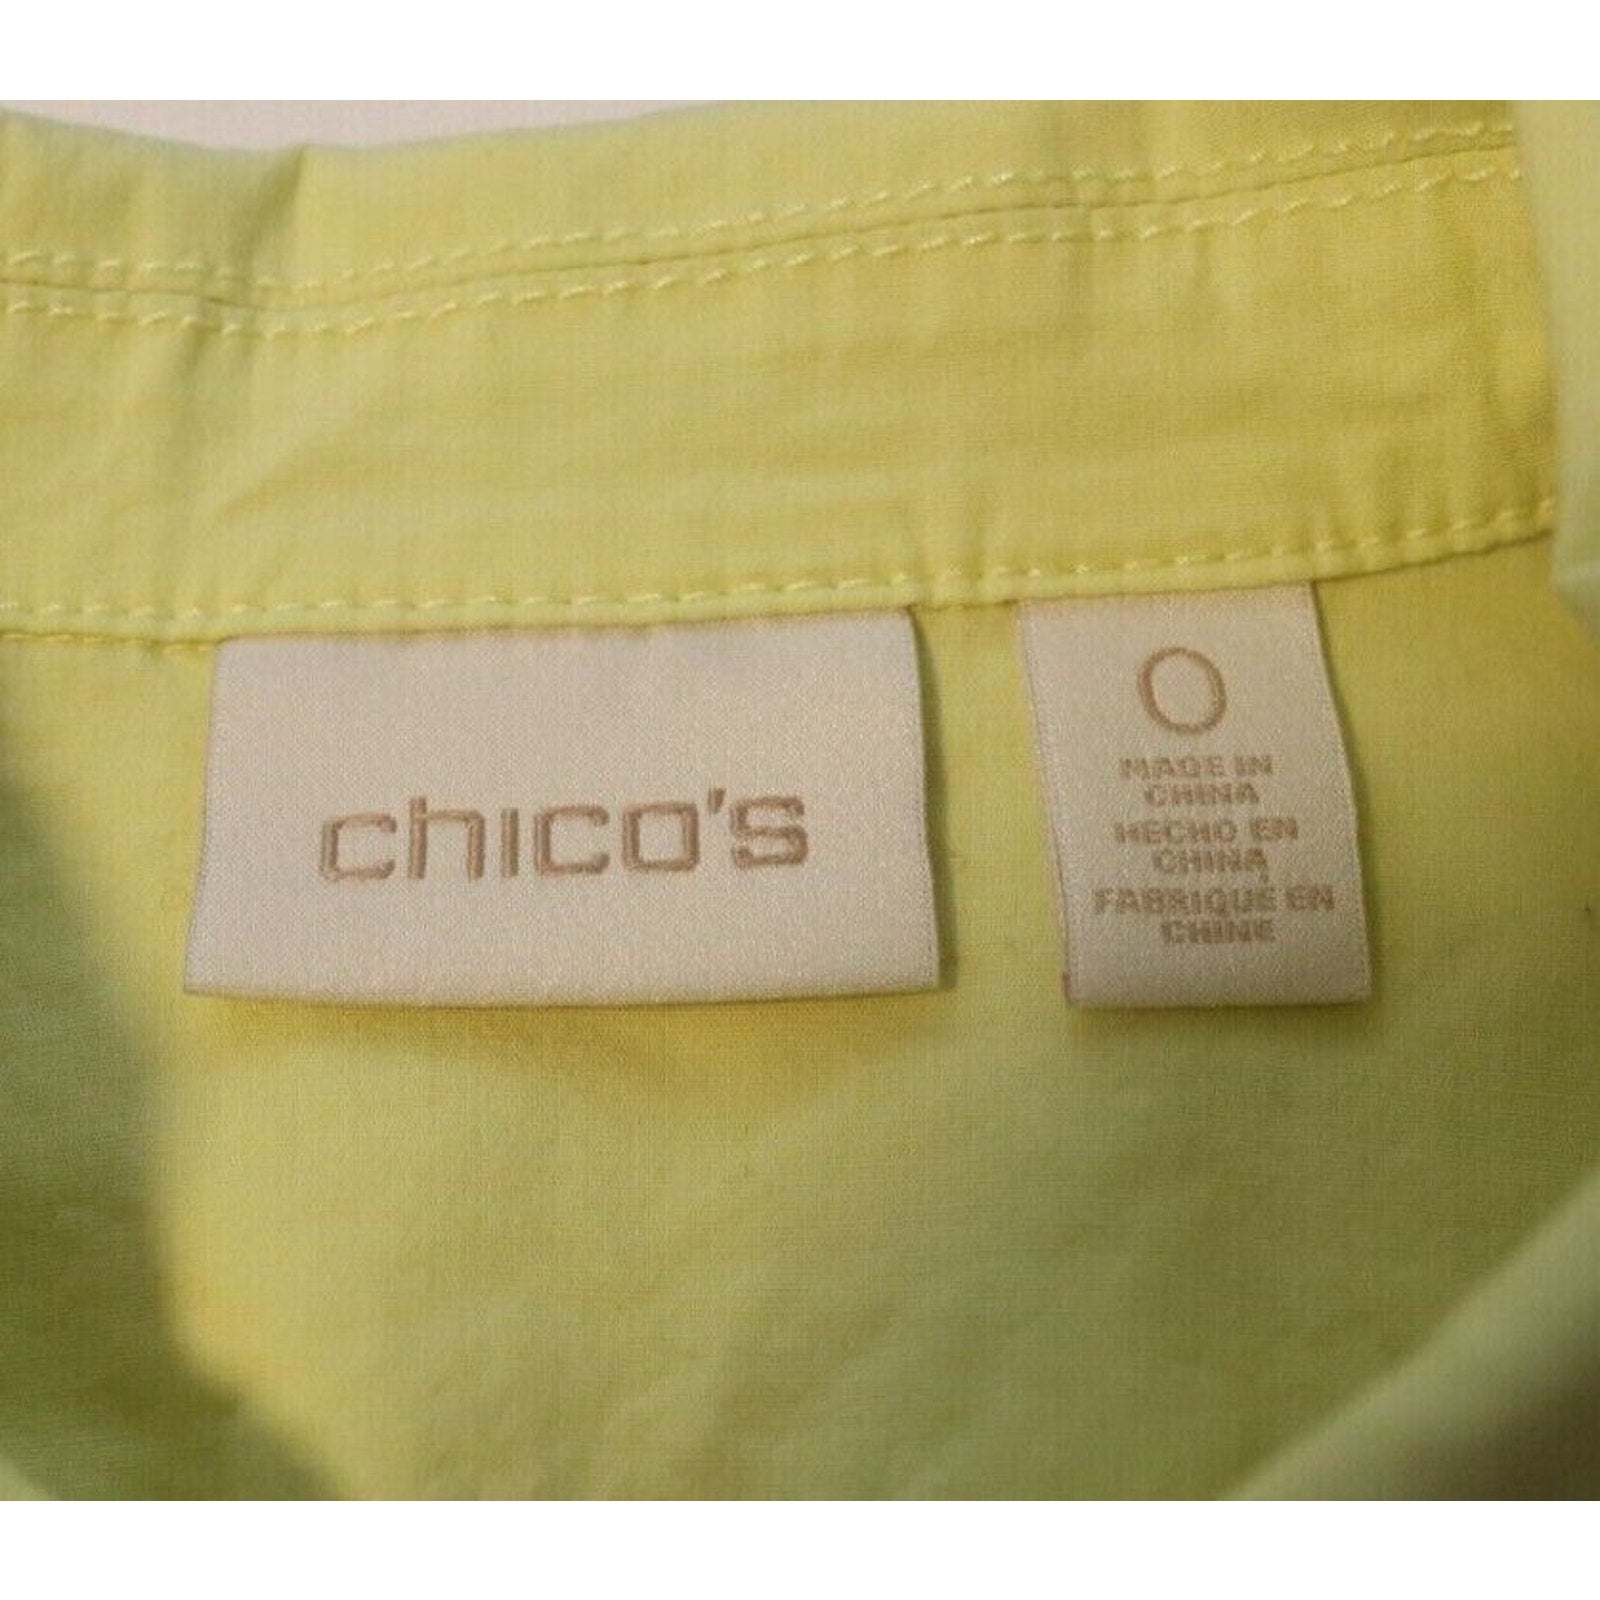 chico's
0
MADE IN
CHINA
HECHO EN
CHINA
FABRIQUE EN
CHINE